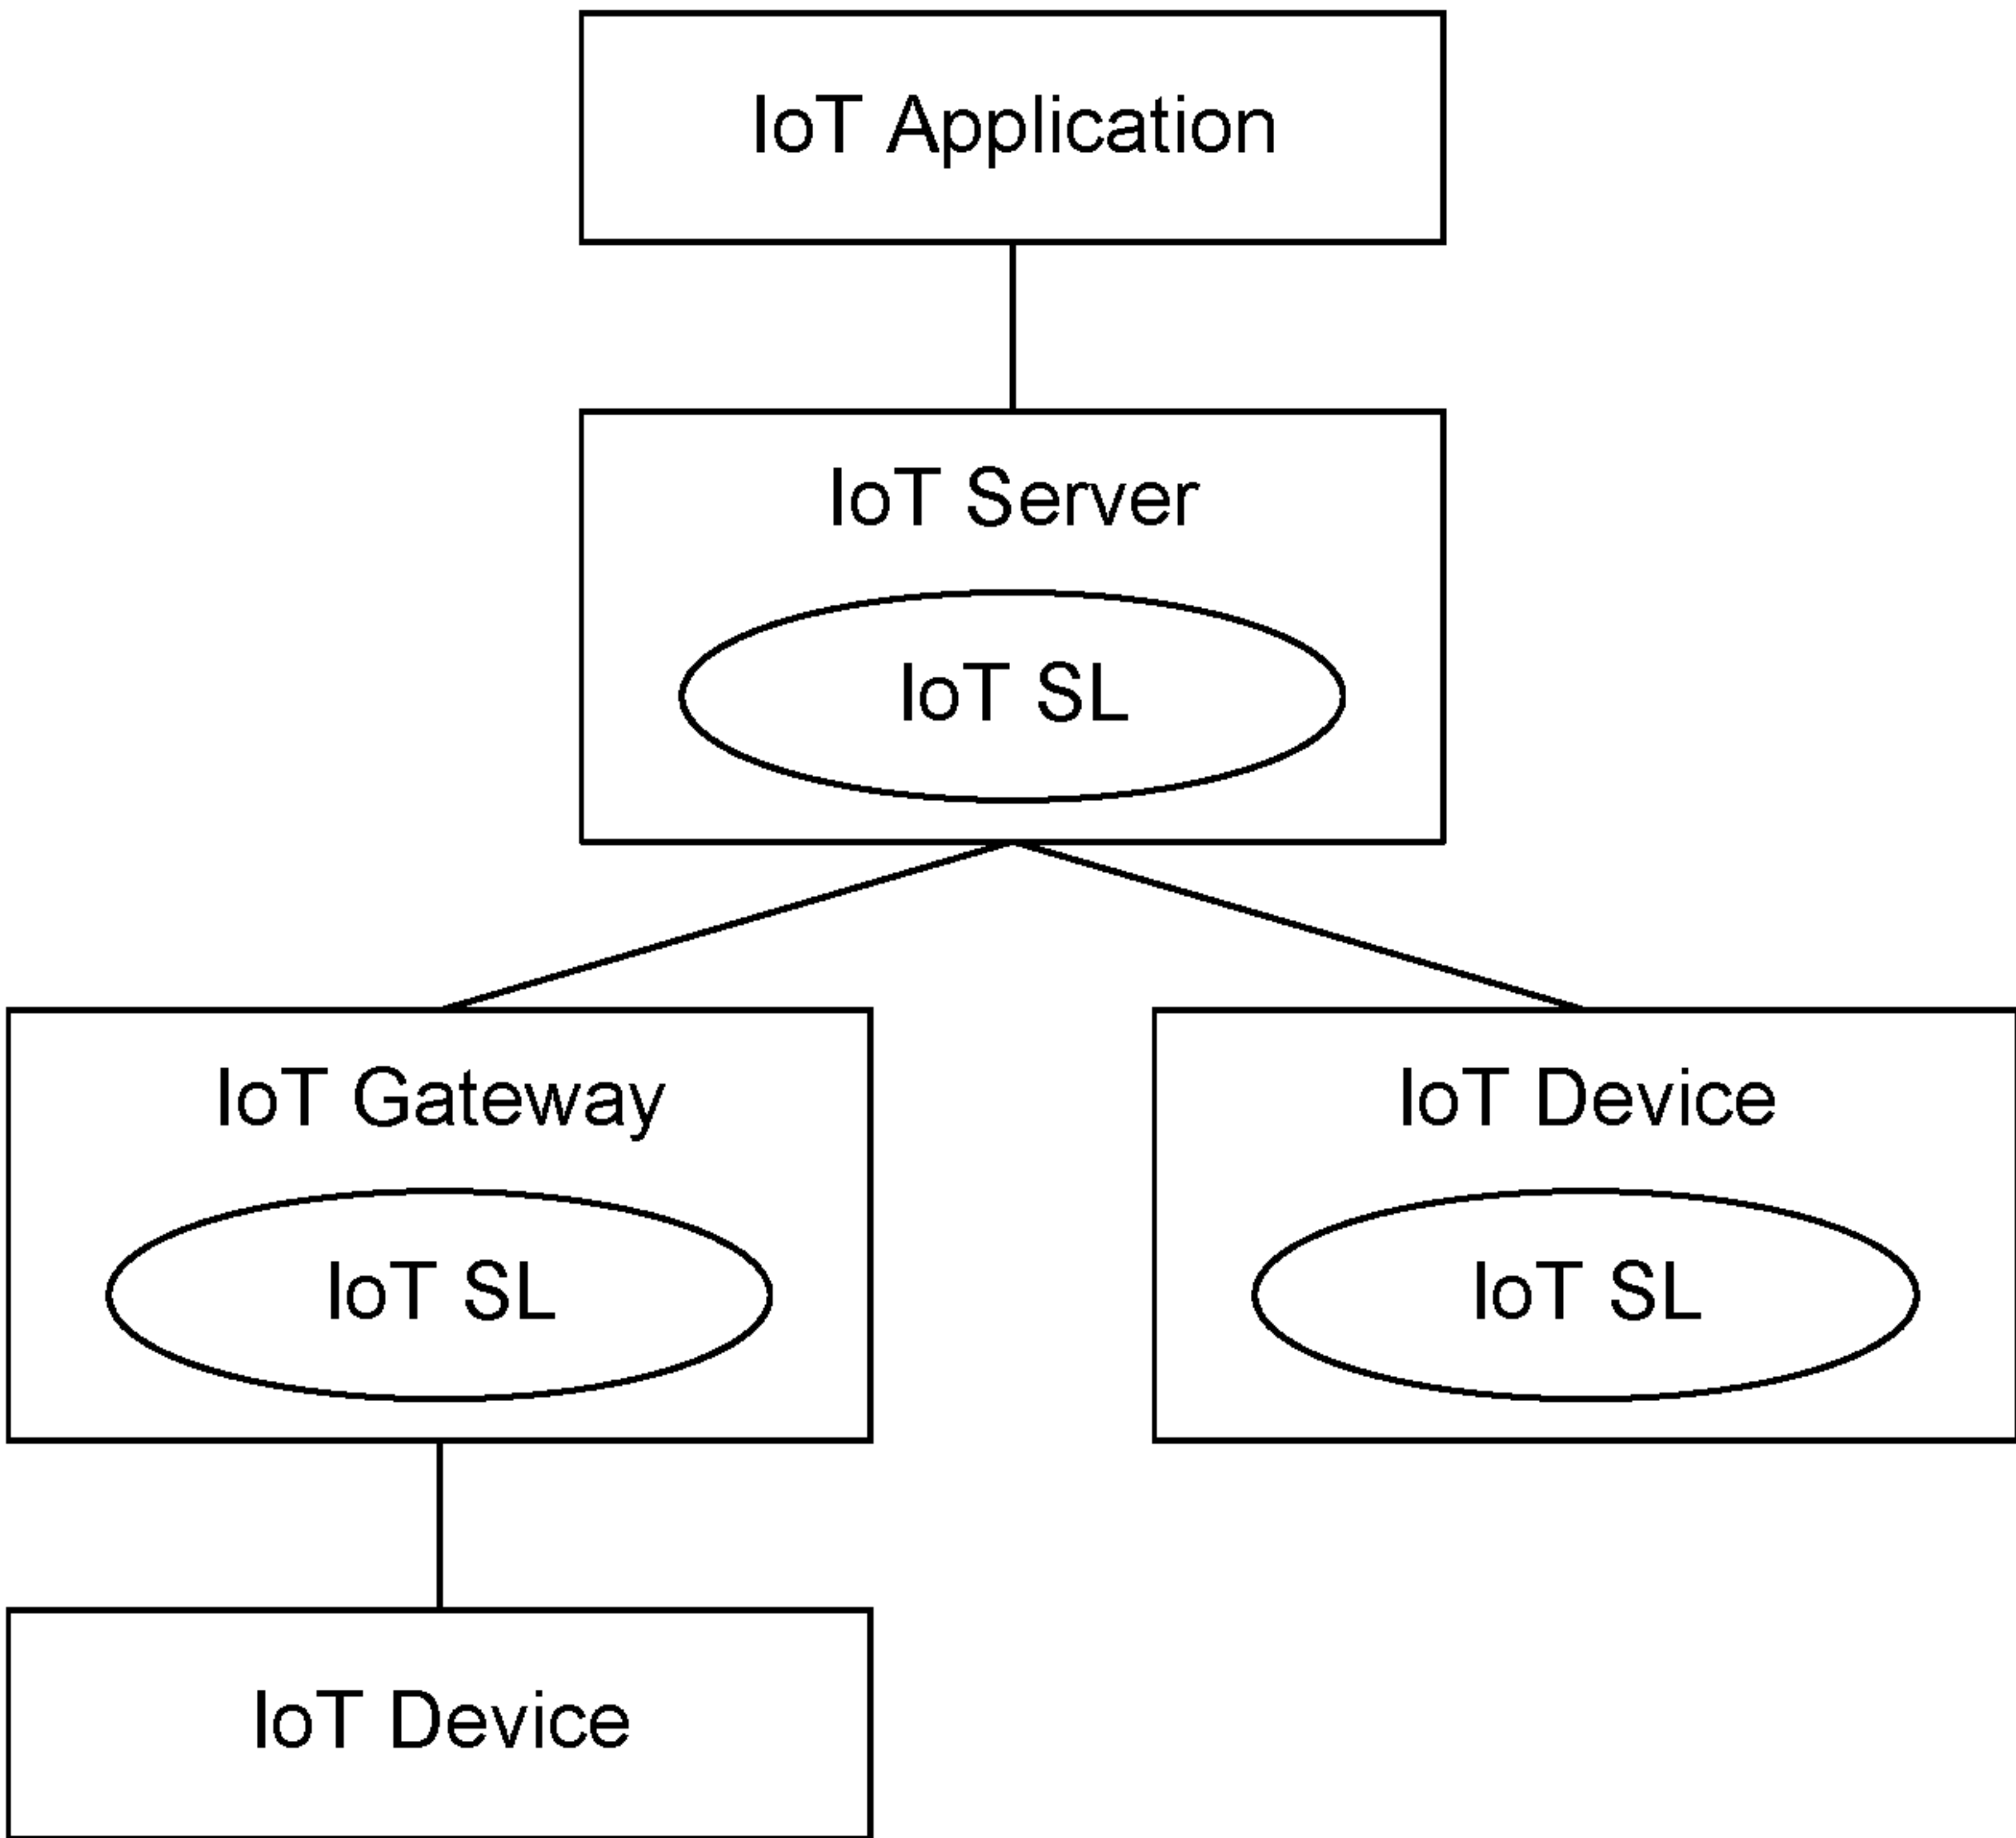 IoT Application
IoT Server
IoT SL
IoT Gateway
IoT Device
IoT SL
IoT SL
IoT Device